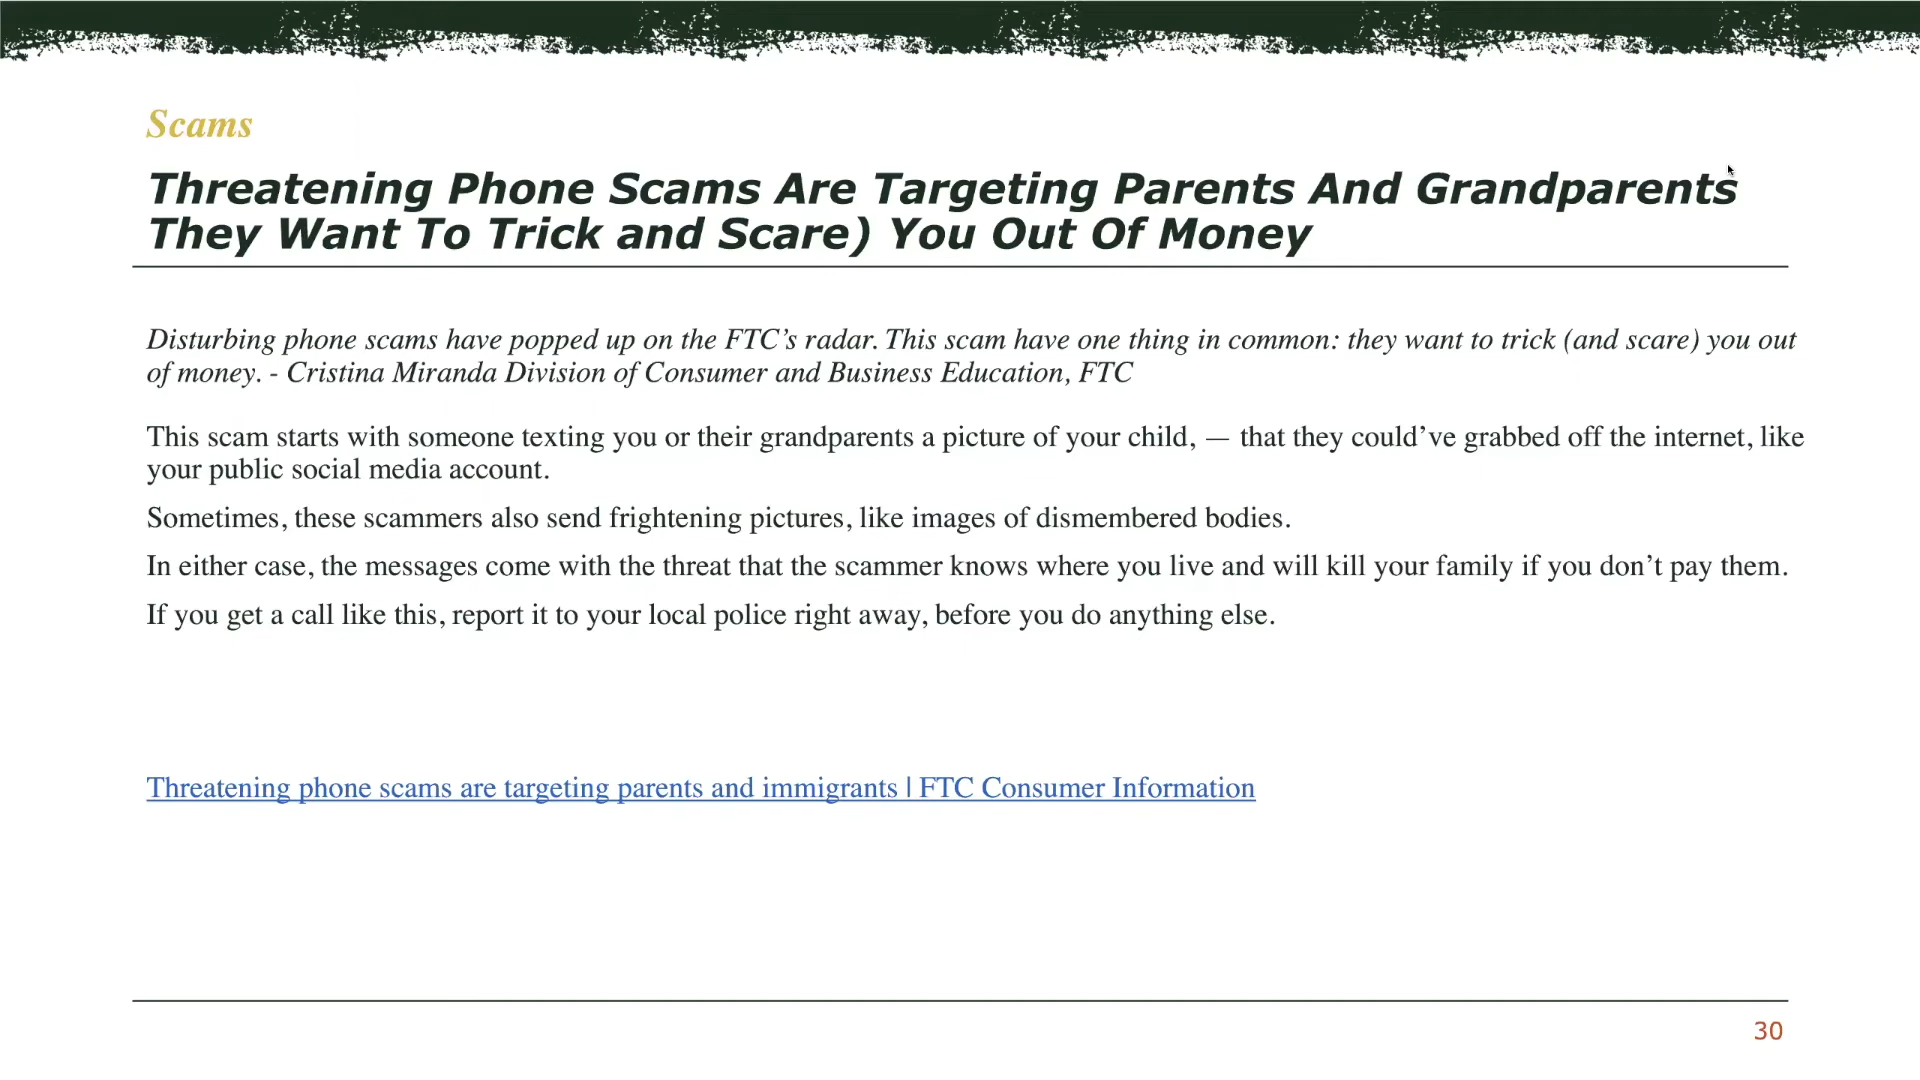 Scams
Threatening Phone Scams Are Targeting Parents And Grandparents
They Want To Trick and Scare) You Out Of Money
Disturbing phone scams have popped up on the FTC’s radar. This scam have one thing in common: they want to trick (and scare) you out
of money. - Cristina Miranda Division of Consumer and Business Education, FTC
This scam starts with someone texting you or their grandparents a picture of your child, — that they could’ve grabbed off the internet, like
your public social media account.
Sometimes, these scammers also send frightening pictures, like images of dismembered bodies.
In either case, the messages come with the threat that the scammer knows where you live and will kill your family if you don’t pay them.
If you get a call like this, report it to your local police right away, before you do anything else.
Threatening phone scams are targeting parents and immigrants | FTC Consumer Information
30